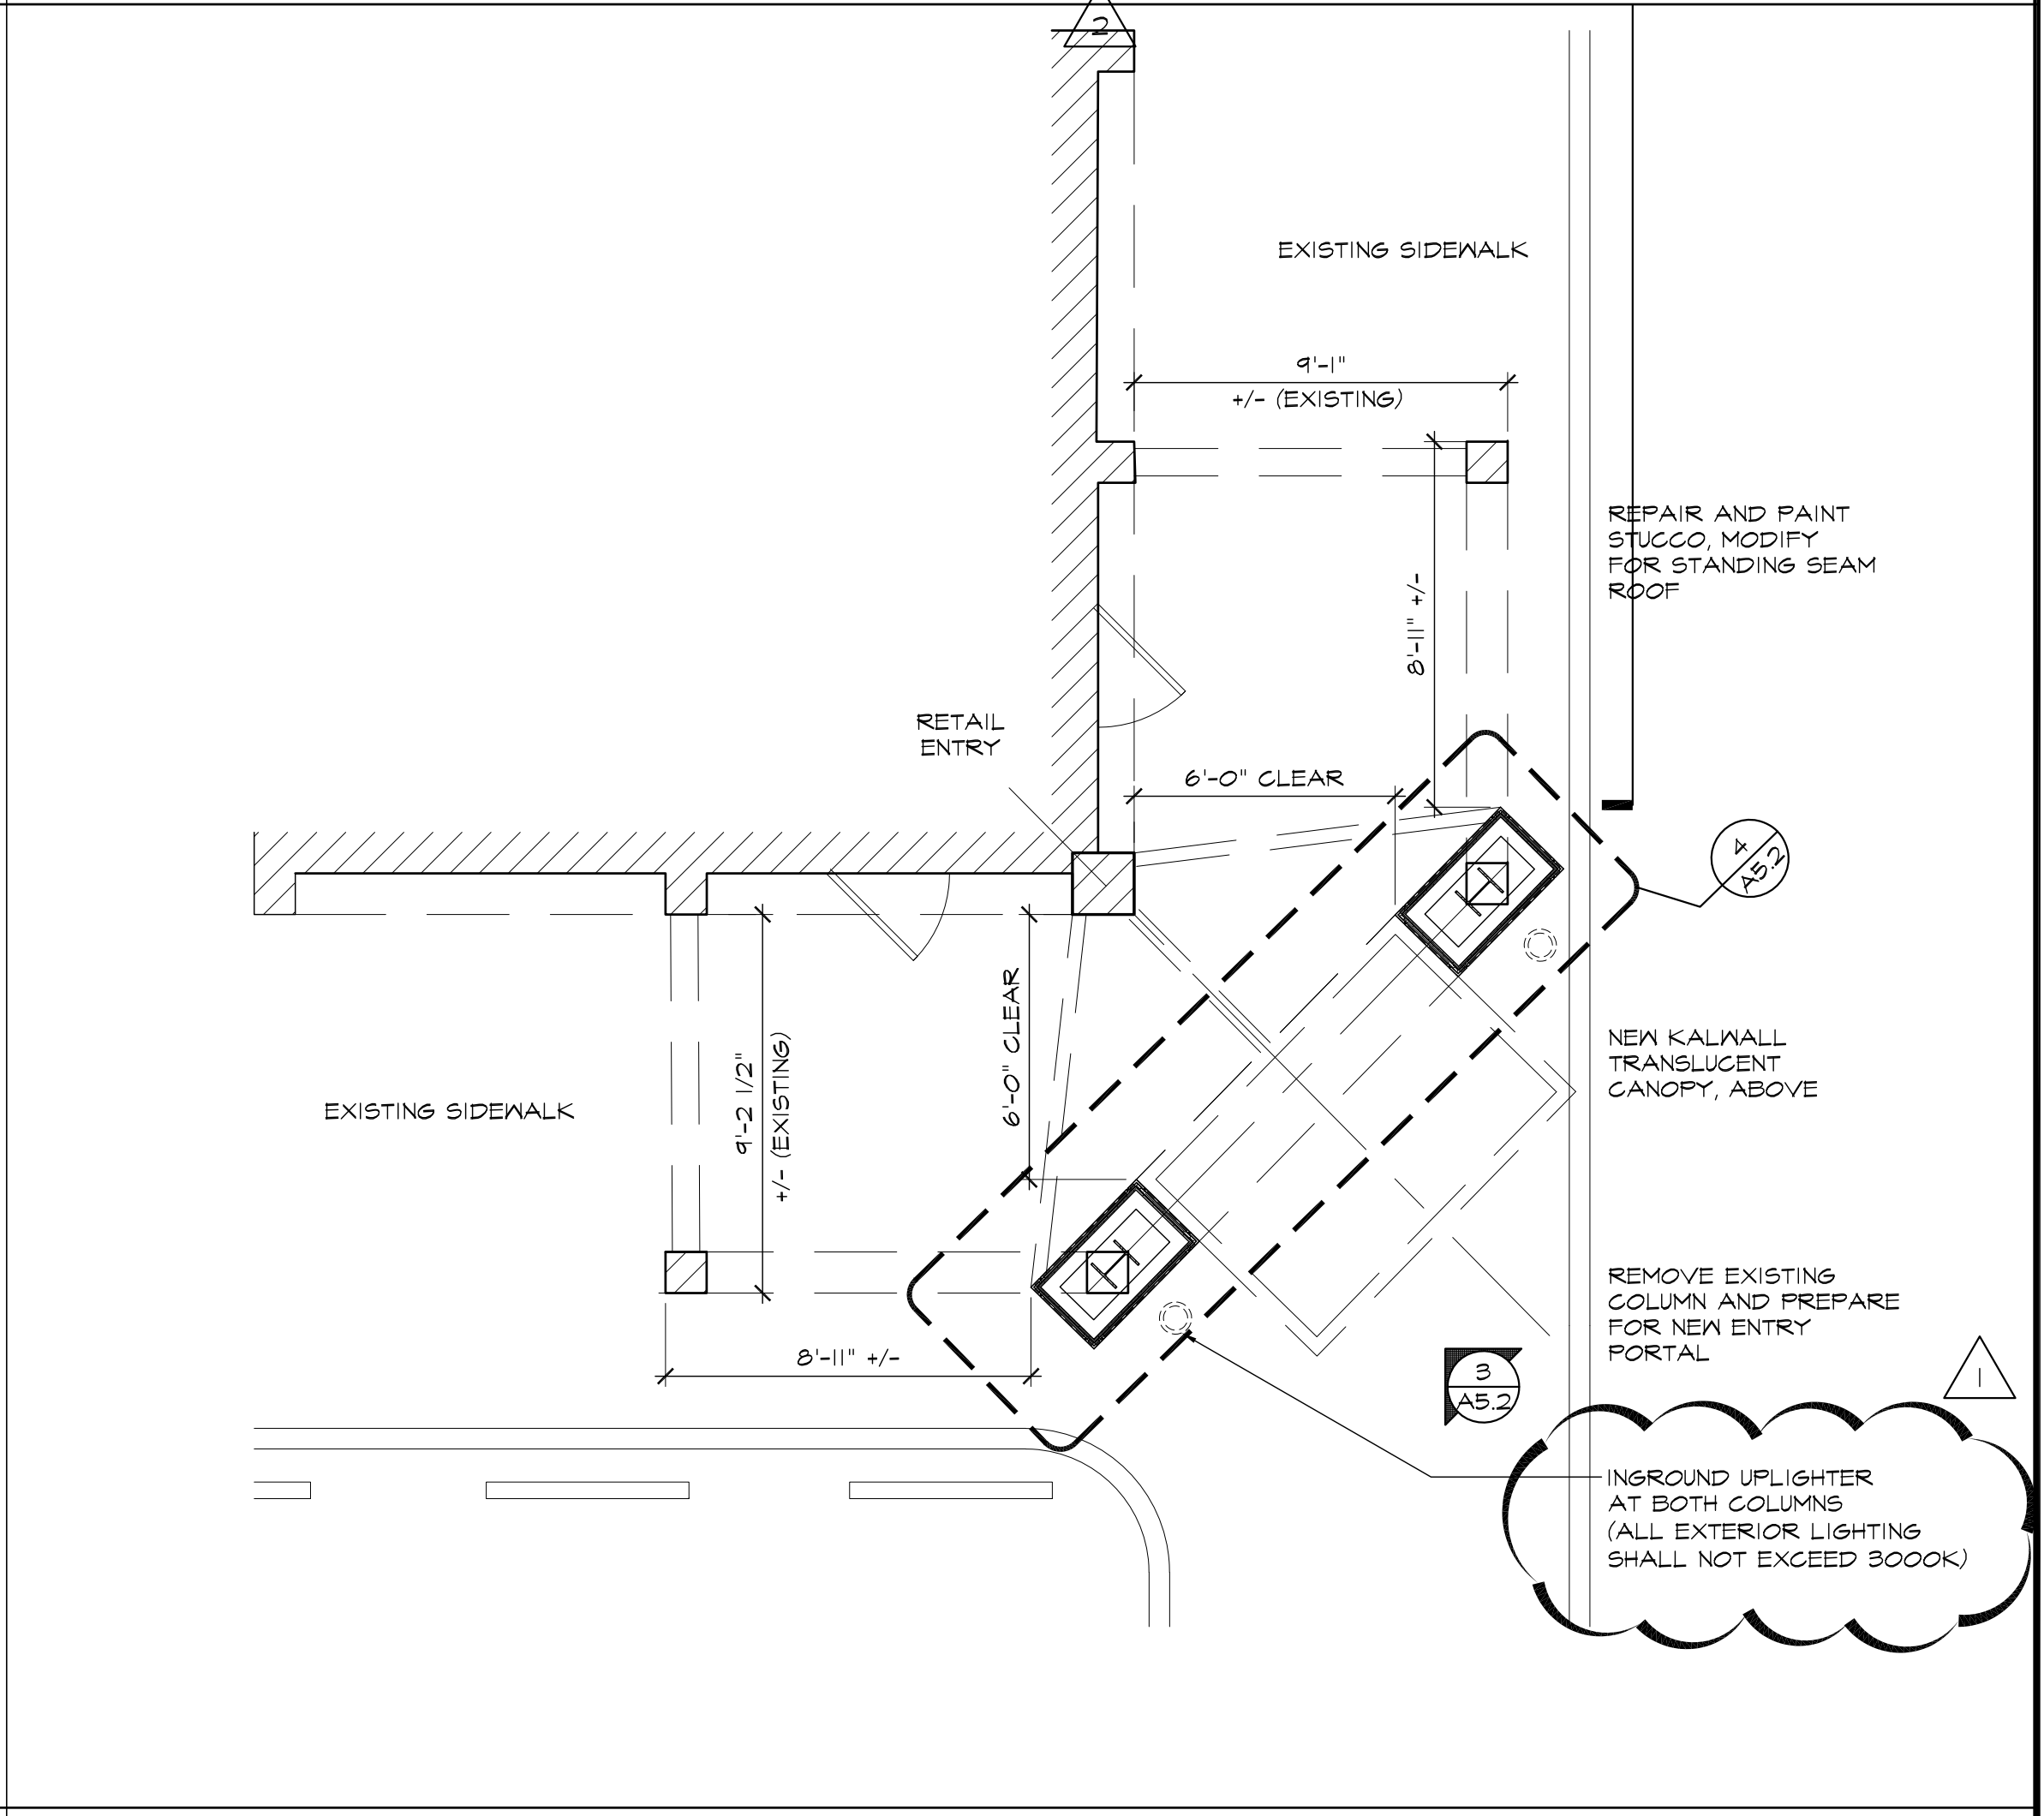 2
EXISTING SIDEWALK
9'-1"
+/- (EXISTING)
REPAIR AND PAINT
STUCCO, MODIFY
FOR STANDING SEAM
ROOF
8'-11" +/-
RETAIL
ENTRY
6'-0" CLEAR
4
A5.2
6'-0" CLEAR
9'-2 1/2"
+/- (EXISTING)
EXISTING SIDEWALK
NEW KALWALL
TRANSLUCENT
CANOPY, ABOVE
REMOVE EXISTING
COLUMN AND PREPARE
FOR NEW ENTRY
PORTAL
8'-11" +/-
3
A5.2
1
INGROUND UPLIGHTER
AT BOTH COLUMNS
(ALL EXTERIOR LIGHTING
SHALL NOT EXCEED 3000K)